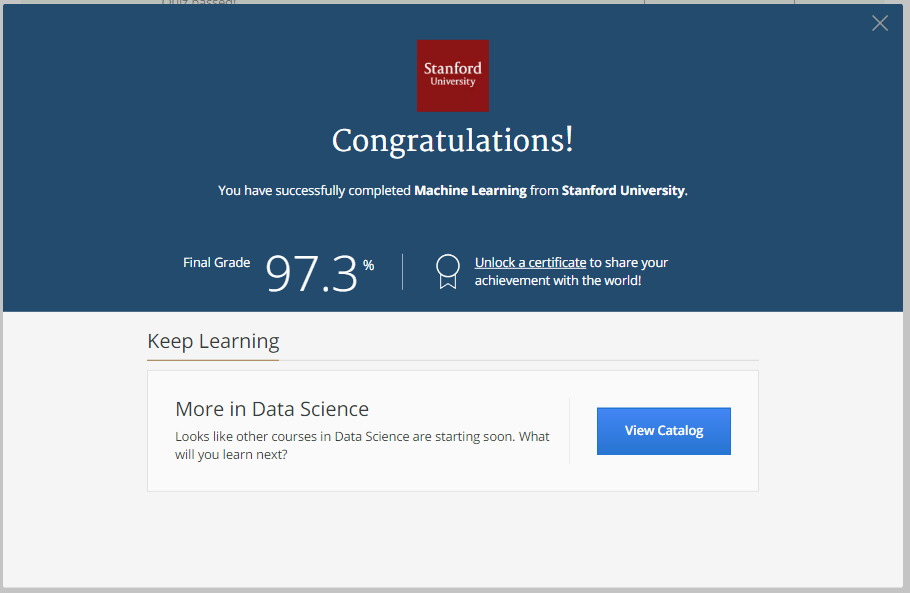 Quiz passed!
Stanford
University
Congratulations!
You have successfully completed Machine Learning from Stanford University.
Final Grade
97.3 %
Unlock a certificate to share your
achievement with the world!
Keep Learning
More in Data Science
Looks like other courses in Data Science are starting soon. What
will you learn next?
View Catalog